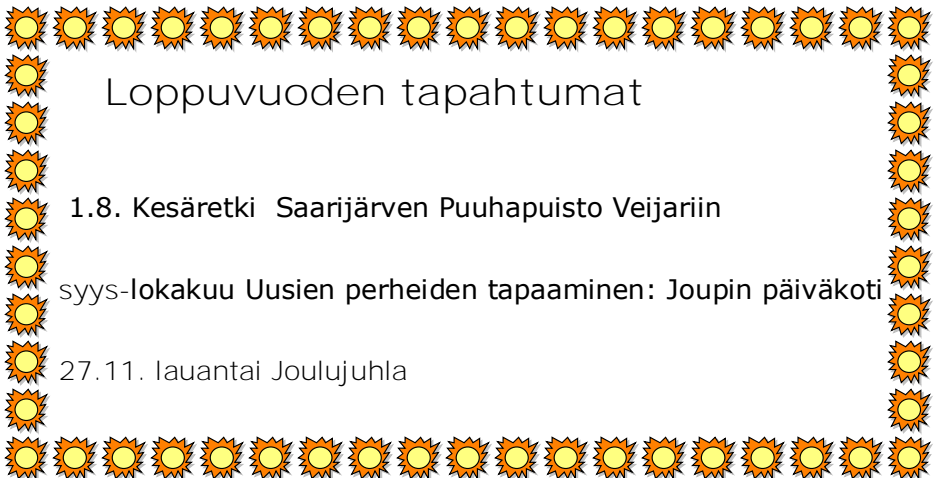 Loppuvuoden tapahtumat
1.8. Kesäretki Saarijärven Puuhapuisto Veijariin
syys-lokakuu Uusien perheiden tapaaminen: Joupin päiväkoti
27.11. lauantai Joulujuhla